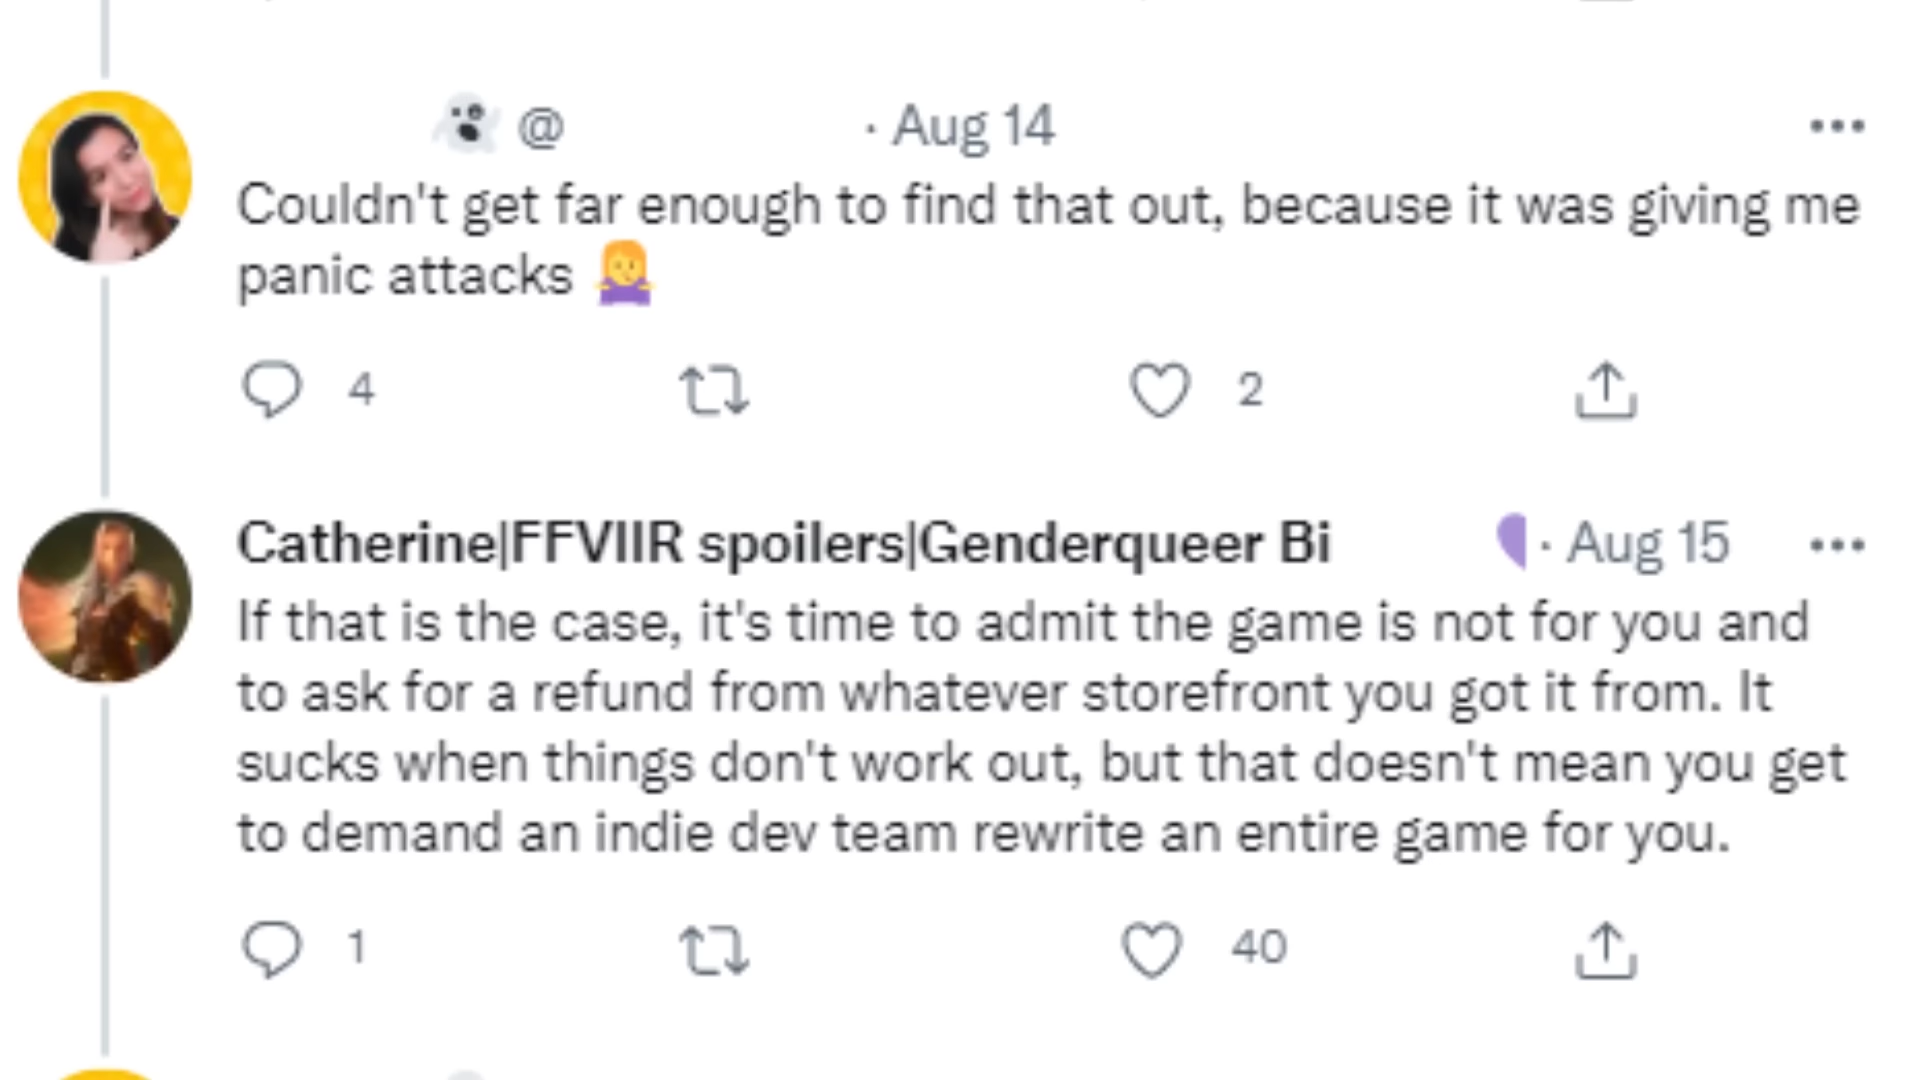 @ · Aug 14
Couldn't get far enough to find that out, because it was giving me
panic attacks 🤷‍♀️
4 2
Catherine|FFVIIR spoilers|Genderqueer Bi · Aug 15
If that is the case, it's time to admit the game is not for you and
to ask for a refund from whatever storefront you got it from. It
sucks when things don't work out, but that doesn't mean you get
to demand an indie dev team rewrite an entire game for you.
1 40